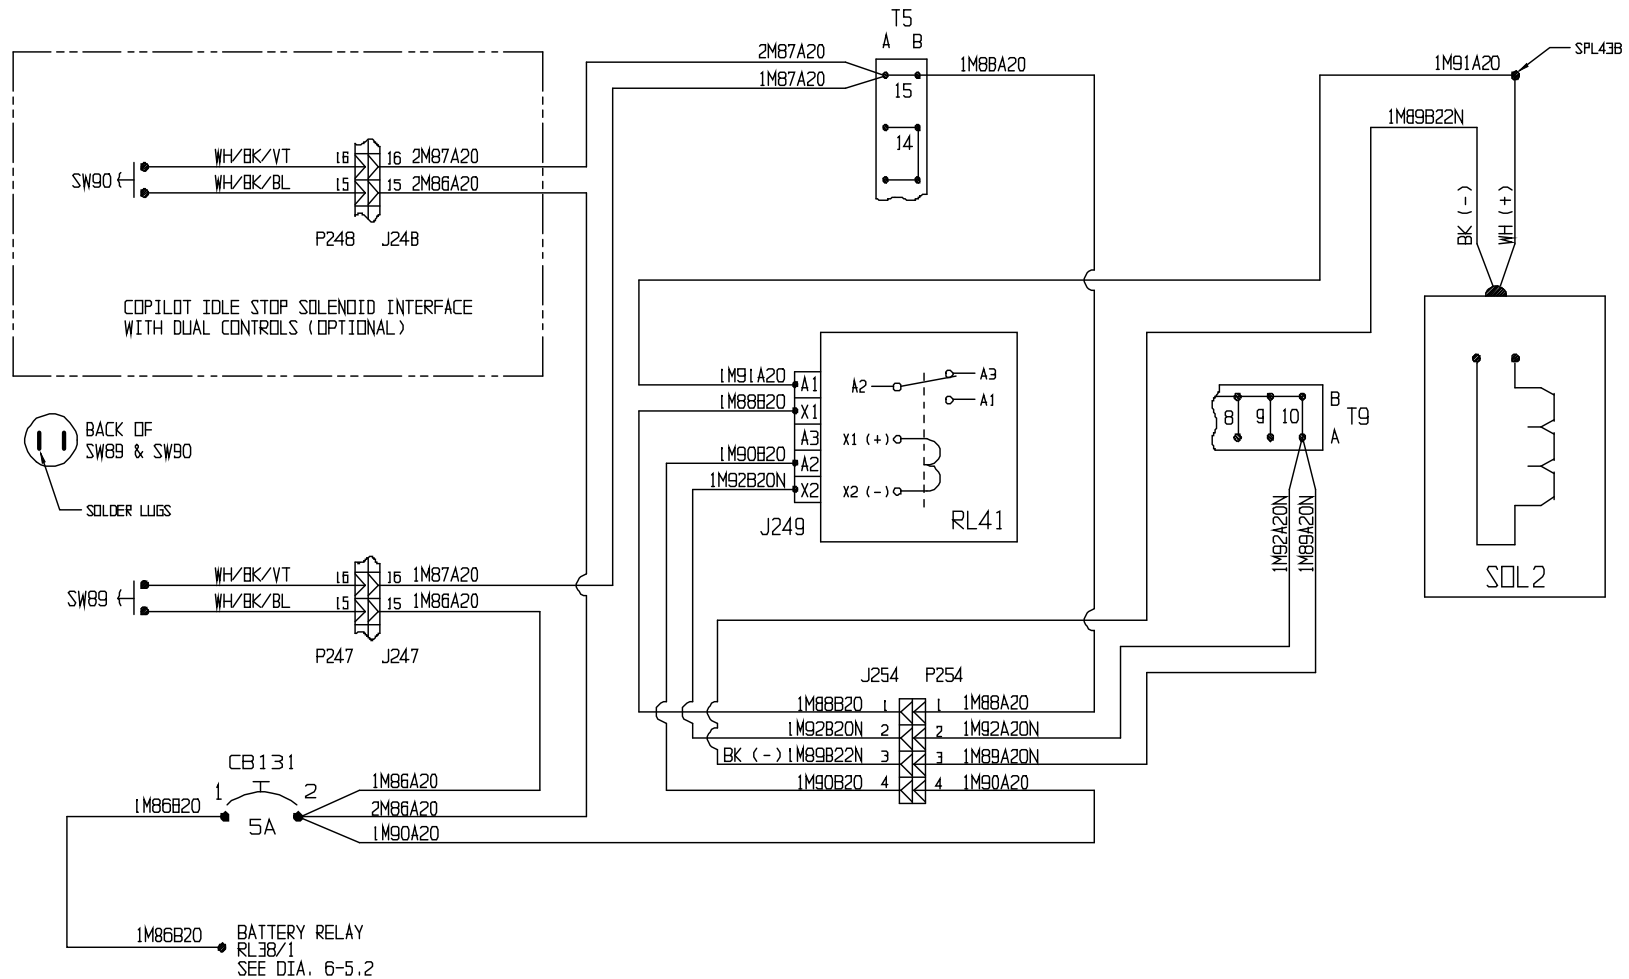 T5
A B
2M87A20
1M87A20
1M8BA20
15
14
1M91A20
SPL43B
1M89B22N
BK (-)
WH (+)
WH/BK/VT
16
16
2M87A20
SW90
WH/BK/BL
15
15
2M86A20
P248
J24B
COPILOT IDLE STOP SOLENOID INTERFACE
WITH DUAL CONTROLS (OPTIONAL)
BACK OF
SW89 & SW90
SOLDER LUGS
1M91A20
A1
1M88B20
X1
A3
1M90B20
A2
1M92B20N
X2
J249
A2
A3
A1
X1 (+)
X2 (-)
RL41
8
9
10
B
A
T9
1M92A20N
1M89A20N
SOL2
WH/BK/VT
16
16
1M87A20
SW89
WH/BK/BL
15
15
1M86A20
P247
J247
J254
P254
1M88B20
1
1
1M88A20
1M92B20N
2
2
1M92A20N
BK (-) 1M89B22N
3
3
1M89A20N
1M90B20
4
4
1M90A20
CB131
1
2
5A
1M86B20
1M86A20
2M86A20
1M90A20
1M86B20
BATTERY RELAY
RL38/1
SEE DIA. 6-5.2